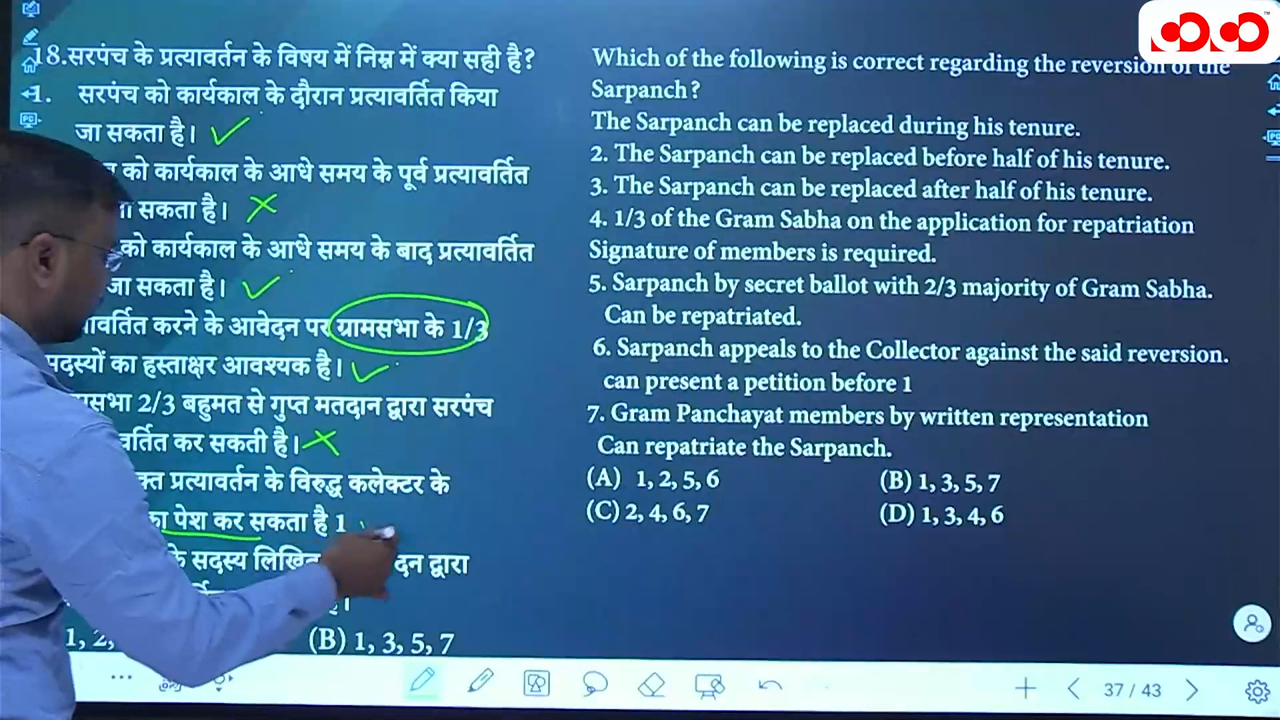 18.सरपंच के प्रत्यावर्तन के विषय में निम्न में क्या सही है?
1. सरपंच को कार्यकाल के दौरान प्रत्यावर्तित किया
जा सकता है।
को कार्यकाल के आधे समय के पूर्व प्रत्यावर्तित
सकता है।
को कार्यकाल के आधे समय के बाद प्रत्यावर्तित
जा सकता है।
करने के आवेदन पर ग्रामसभा के 1/3
सदस्यों का हस्ताक्षर आवश्यक है।
2/3 बहुमत से गुप्त मतदान द्वारा सरपंच
कर सकती है।
प्रत्यावर्तन के विरुद्ध कलेक्टर के
पेश कर सकता है 1
के सदस्य द्वारा
1, 2, (B) 1, 3, 5, 7
Which of the following is correct regarding the reversion of the
Sarpanch?
The Sarpanch can be replaced during his tenure.
2. The Sarpanch can be replaced before half of his tenure.
3. The Sarpanch can be replaced after half of his tenure.
4. 1/3 of the Gram Sabha on the application for repatriation
Signature of members is required.
5. Sarpanch by secret ballot with 2/3 majority of Gram Sabha.
Can be repatriated.
6. Sarpanch appeals to the Collector against the said reversion.
can present a petition before 1
7. Gram Panchayat members by written representation
Can repatriate the Sarpanch.
(A) 1, 2, 5, 6 (B) 1, 3, 5, 7
(C) 2, 4, 6, 7 (D) 1, 3, 4, 6
37 / 43